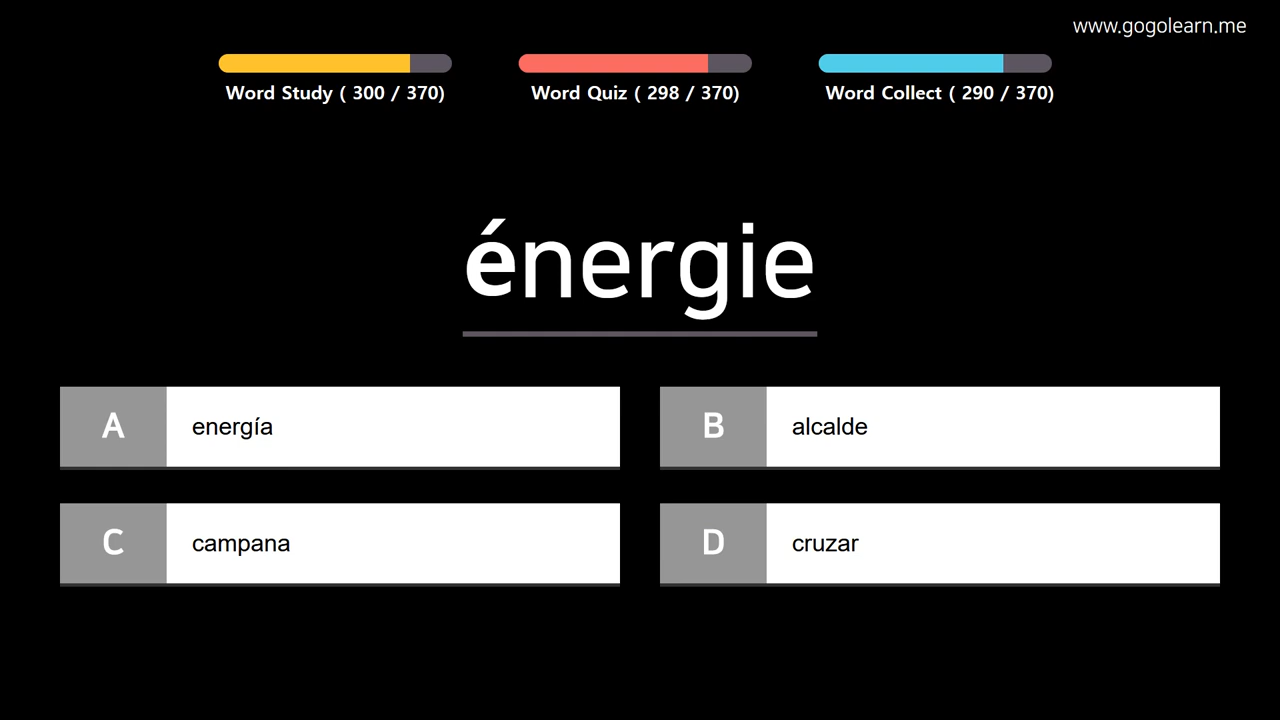 www.gogolearn.me
Word Study ( 300 / 370)
Word Quiz ( 298 / 370)
Word Collect ( 290 / 370)
énergie
A energía
B alcalde
C campana
D cruzar